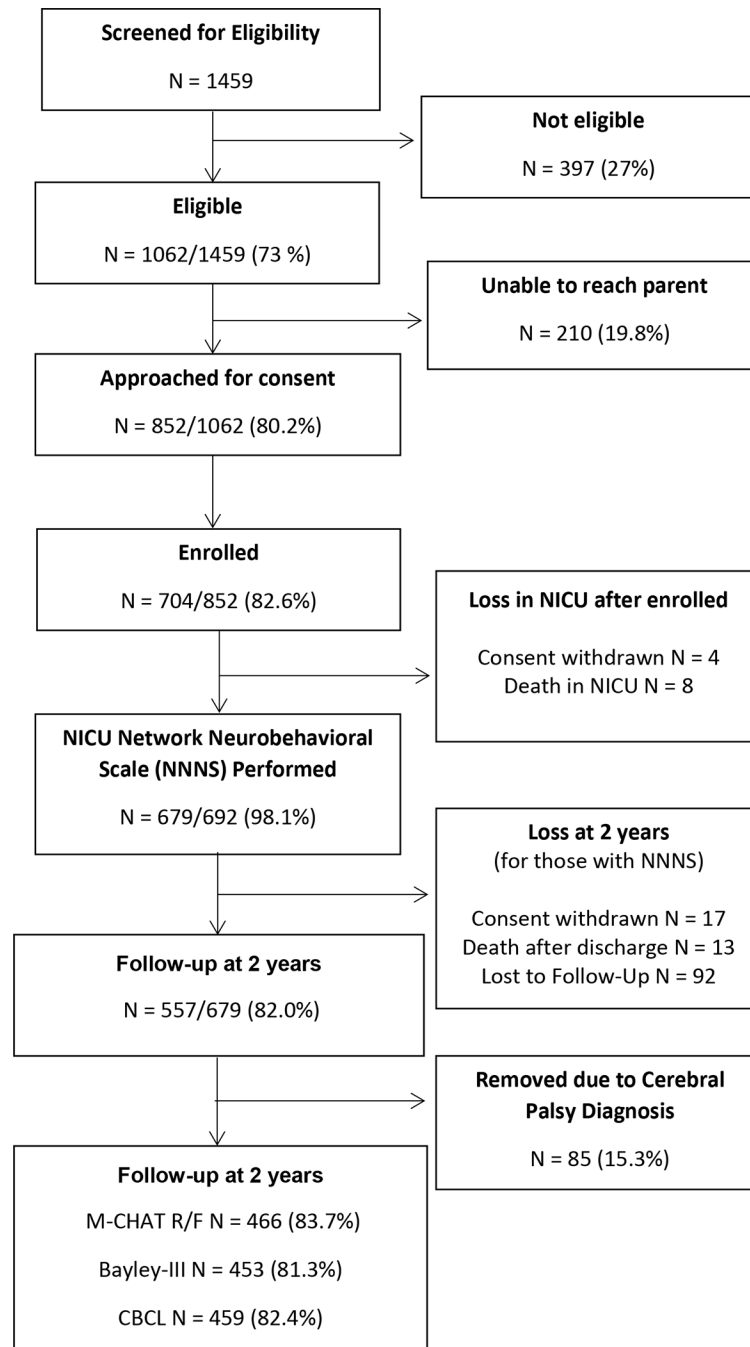 Screened for Eligibility
N = 1459
Not eligible
N = 397 (27%)
Eligible
N = 1062/1459 (73 %)
Unable to reach parent
N = 210 (19.8%)
Approached for consent
N = 852/1062 (80.2%)
Enrolled
N = 704/852 (82.6%)
Loss in NICU after enrolled
Consent withdrawn N = 4
Death in NICU N = 8
NICU Network Neurobehavioral
Scale (NNNS) Performed
N = 679/692 (98.1%)
Loss at 2 years
(for those with NNNS)
Consent withdrawn N = 17
Death after discharge N = 13
Lost to Follow-Up N = 92
Follow-up at 2 years
N = 557/679 (82.0%)
Removed due to Cerebral
Palsy Diagnosis
N = 85 (15.3%)
Follow-up at 2 years
M-CHAT R/F N = 466 (83.7%)
Bayley-III N = 453 (81.3%)
CBCL N = 459 (82.4%)